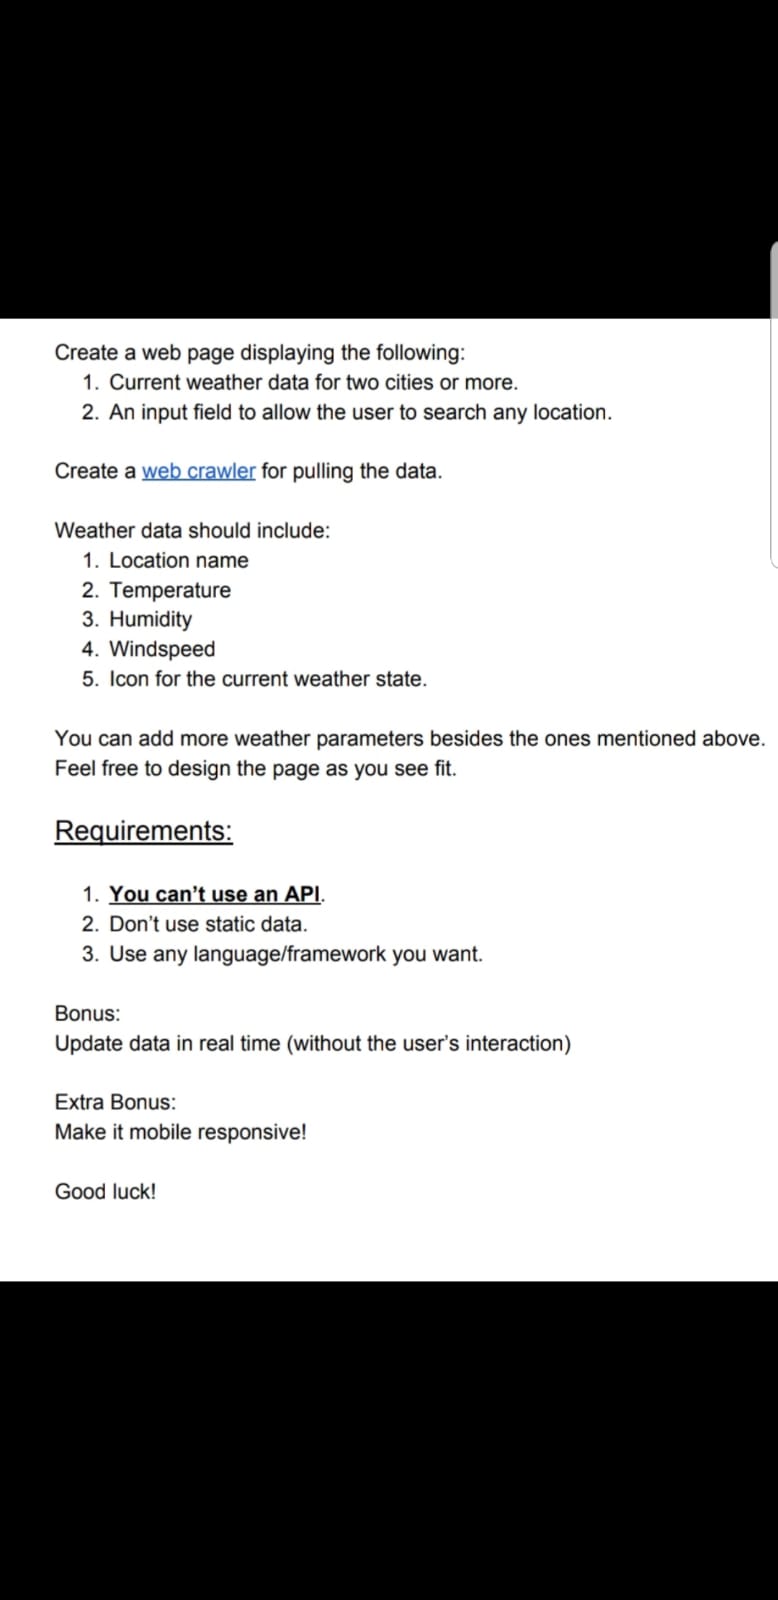 Create a web page displaying the following:
1. Current weather data for two cities or more.
2. An input field to allow the user to search any location.
Create a web crawler for pulling the data.
Weather data should include:
1. Location name
2. Temperature
3. Humidity
4. Windspeed
5. Icon for the current weather state.
You can add more weather parameters besides the ones mentioned above.
Feel free to design the page as you see fit.
Requirements:
1. You can't use an API.
2. Don't use static data.
3. Use any language/framework you want.
Bonus:
Update data in real time (without the user's interaction)
Extra Bonus:
Make it mobile responsive!
Good luck!